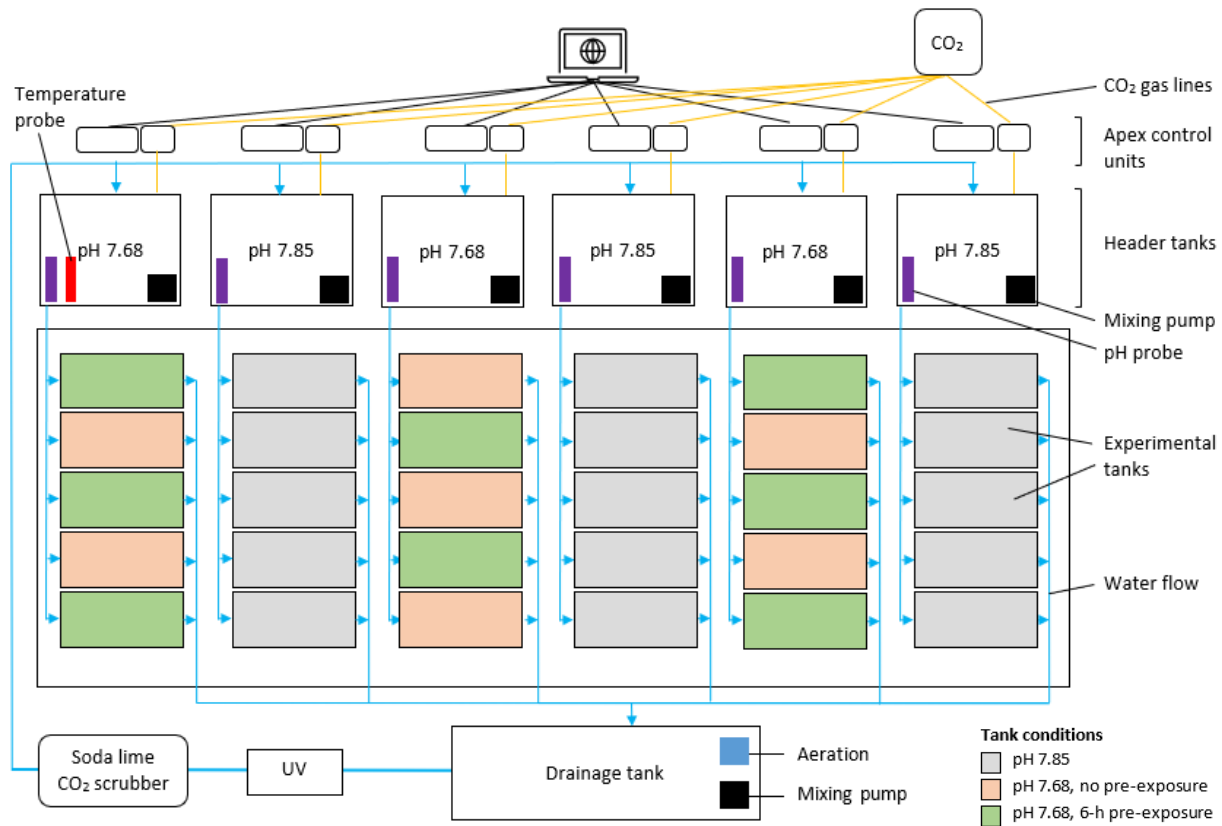 CO₂
CO₂ gas lines
Temperature
probe
Apex control
units
pH 7.68
pH 7.85
pH 7.68
pH 7.85
pH 7.68
pH 7.85
Header tanks
Mixing pump
pH probe
Experimental
tanks
Water flow
Soda lime
CO₂ scrubber
UV
Drainage tank
Aeration
Mixing pump
Tank conditions
pH 7.85
pH 7.68, no pre-exposure
pH 7.68, 6-h pre-exposure